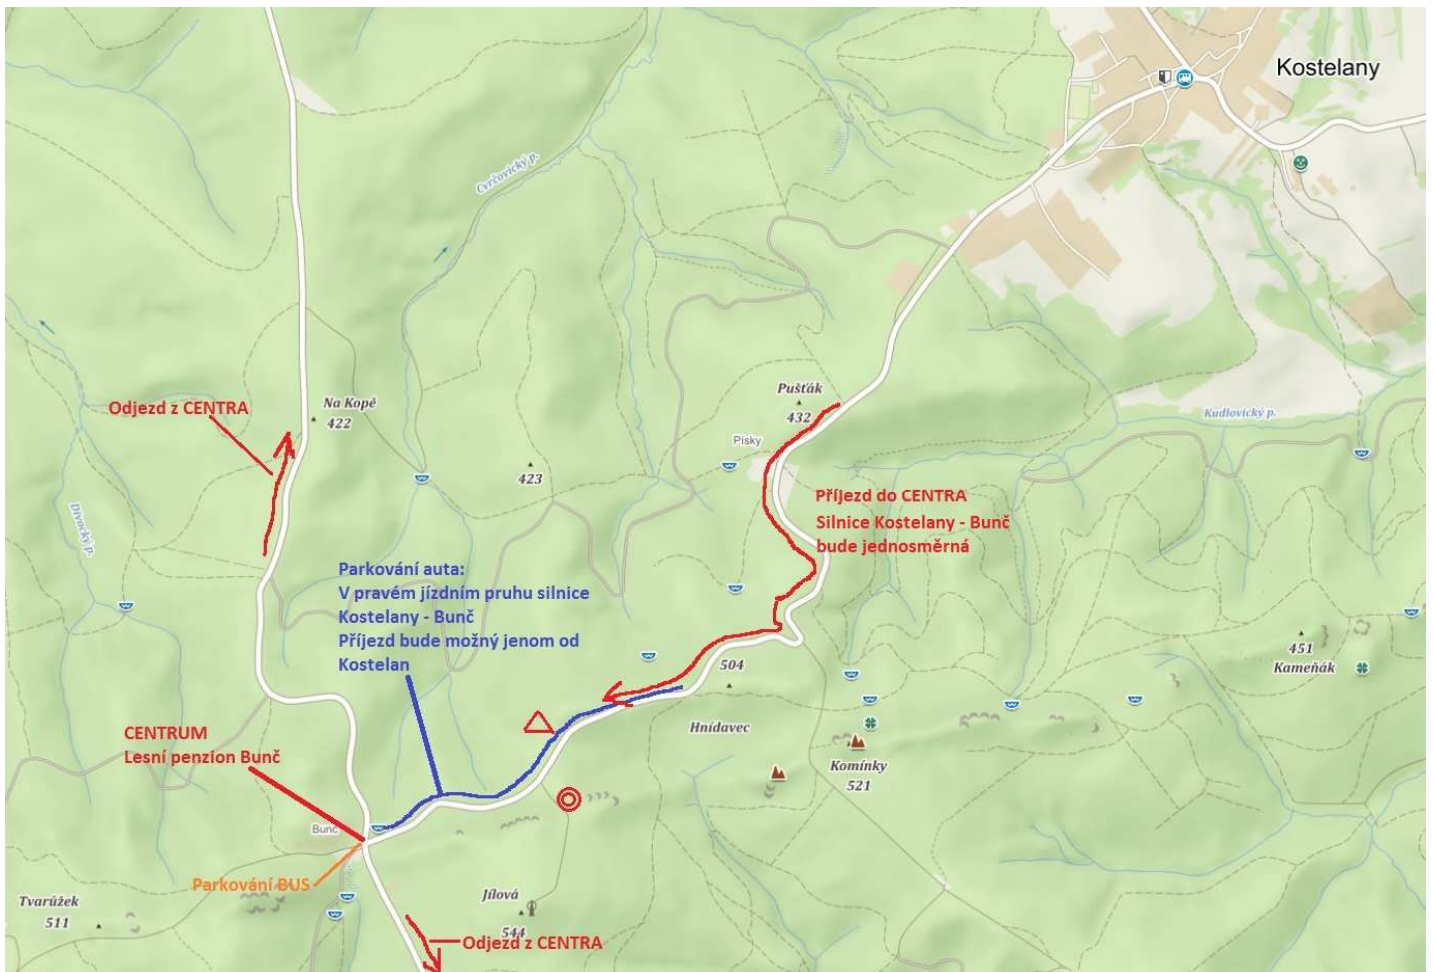 Kostelany
Cvrčovický p.
Odjezd z CENTRA
Na Kopě
422
423
Pušťák
432
Písky
Kudlovický p.
Příjezd do CENTRA
Silnice Kostelany - Bunč
bude jednosměrná
Divocký p.
Parkování auta:
V pravém jízdním pruhu silnice
Kostelany - Bunč
Příjezd bude možný jenom od
Kostelan
451
Kameňák
504
Hnídavec
CENTRUM
Lesní penzion Bunč
Komínky
521
Bunč
Parkování BUS
Tvarůžek
511
Jílová
544
Odjezd z CENTRA